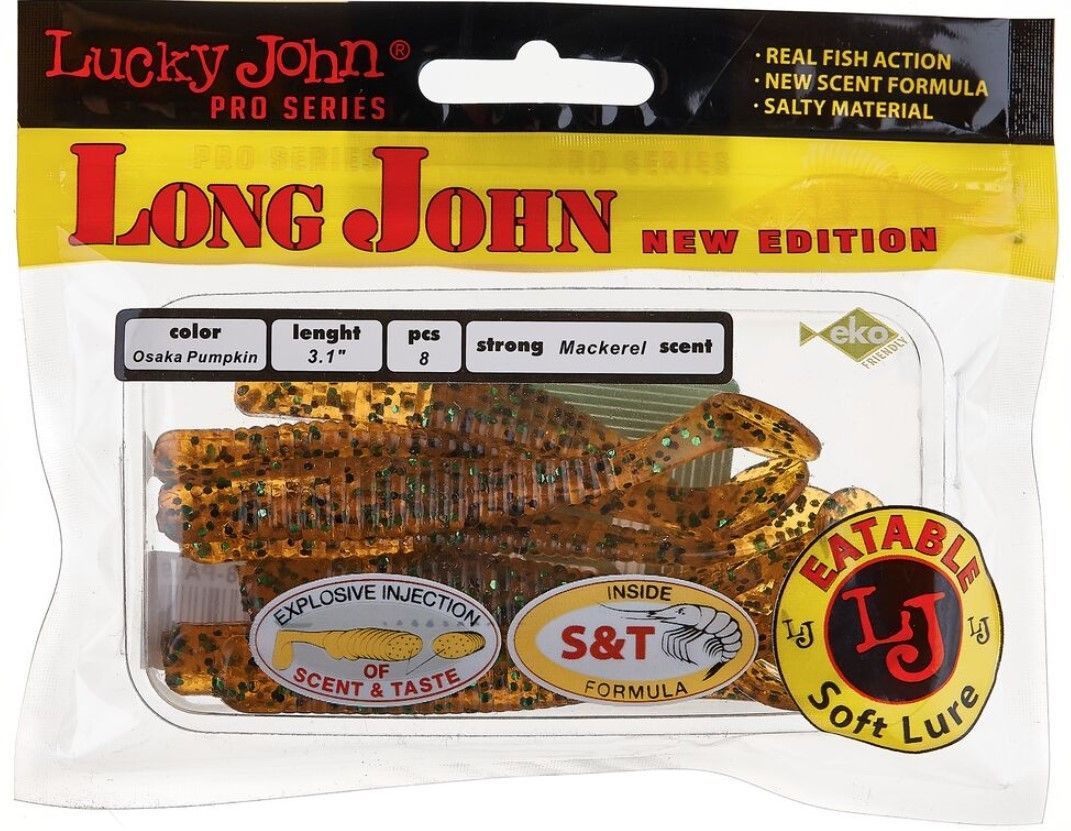 Lucky John®
PRO SERIES
· REAL FISH ACTION
· NEW SCENT FORMULA
· SALTY MATERIAL
LONG JOHN NEW EDITION
color
Osaka Pumpkin
lenght
3.1"
pcs
8
strong Mackerel scent
eko
FRIENDLY
EXPLOSIVE INJECTION
OF
SCENT & TASTE
INSIDE
S&T
FORMULA
EATABLE
LJ
LJ
LJ
Soft Lure